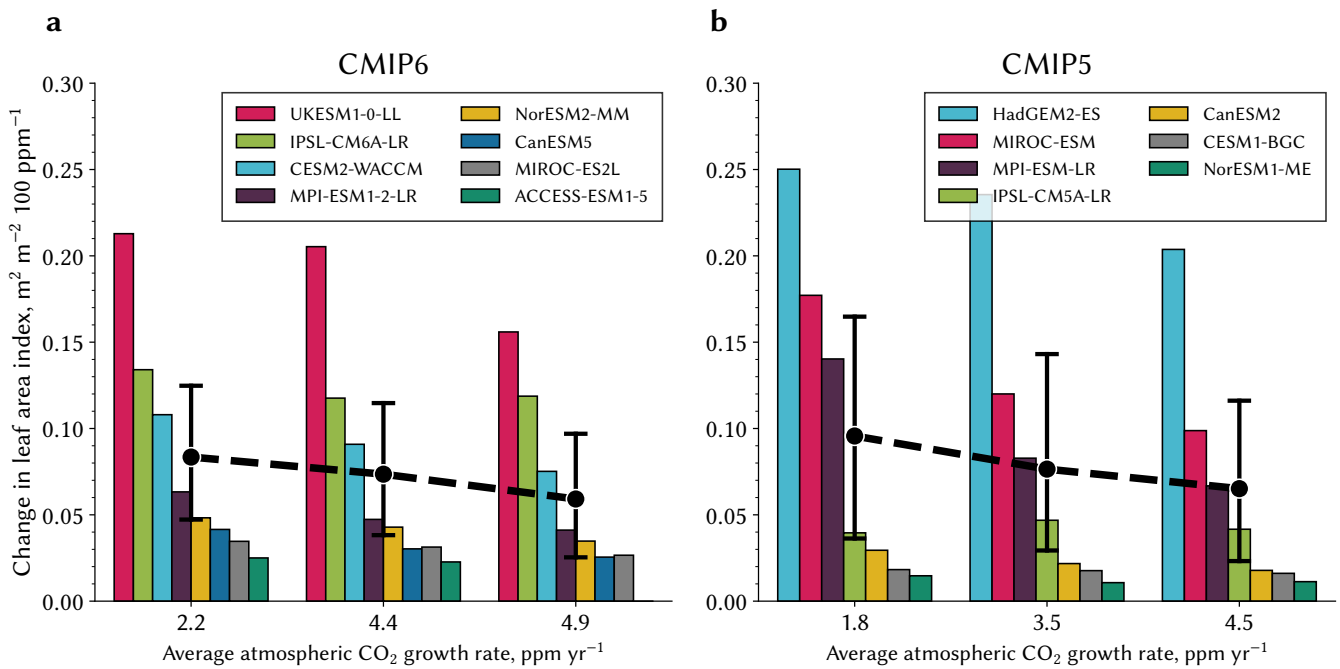 a
CMIP6
0.30
0.25
0.20
0.15
0.10
0.05
0.00
Change in leaf area index, m² m⁻² 100 ppm⁻¹
UKESM1-0-LL
IPSL-CM6A-LR
CESM2-WACCM
MPI-ESM1-2-LR
NorESM2-MM
CanESM5
MIROC-ES2L
ACCESS-ESM1-5
2.2 4.4 4.9
Average atmospheric CO₂ growth rate, ppm yr⁻¹
b
CMIP5
0.30
0.25
0.20
0.15
0.10
0.05
0.00
HadGEM2-ES
MIROC-ESM
MPI-ESM-LR
IPSL-CM5A-LR
CanESM2
CESM1-BGC
NorESM1-ME
1.8 3.5 4.5
Average atmospheric CO₂ growth rate, ppm yr⁻¹